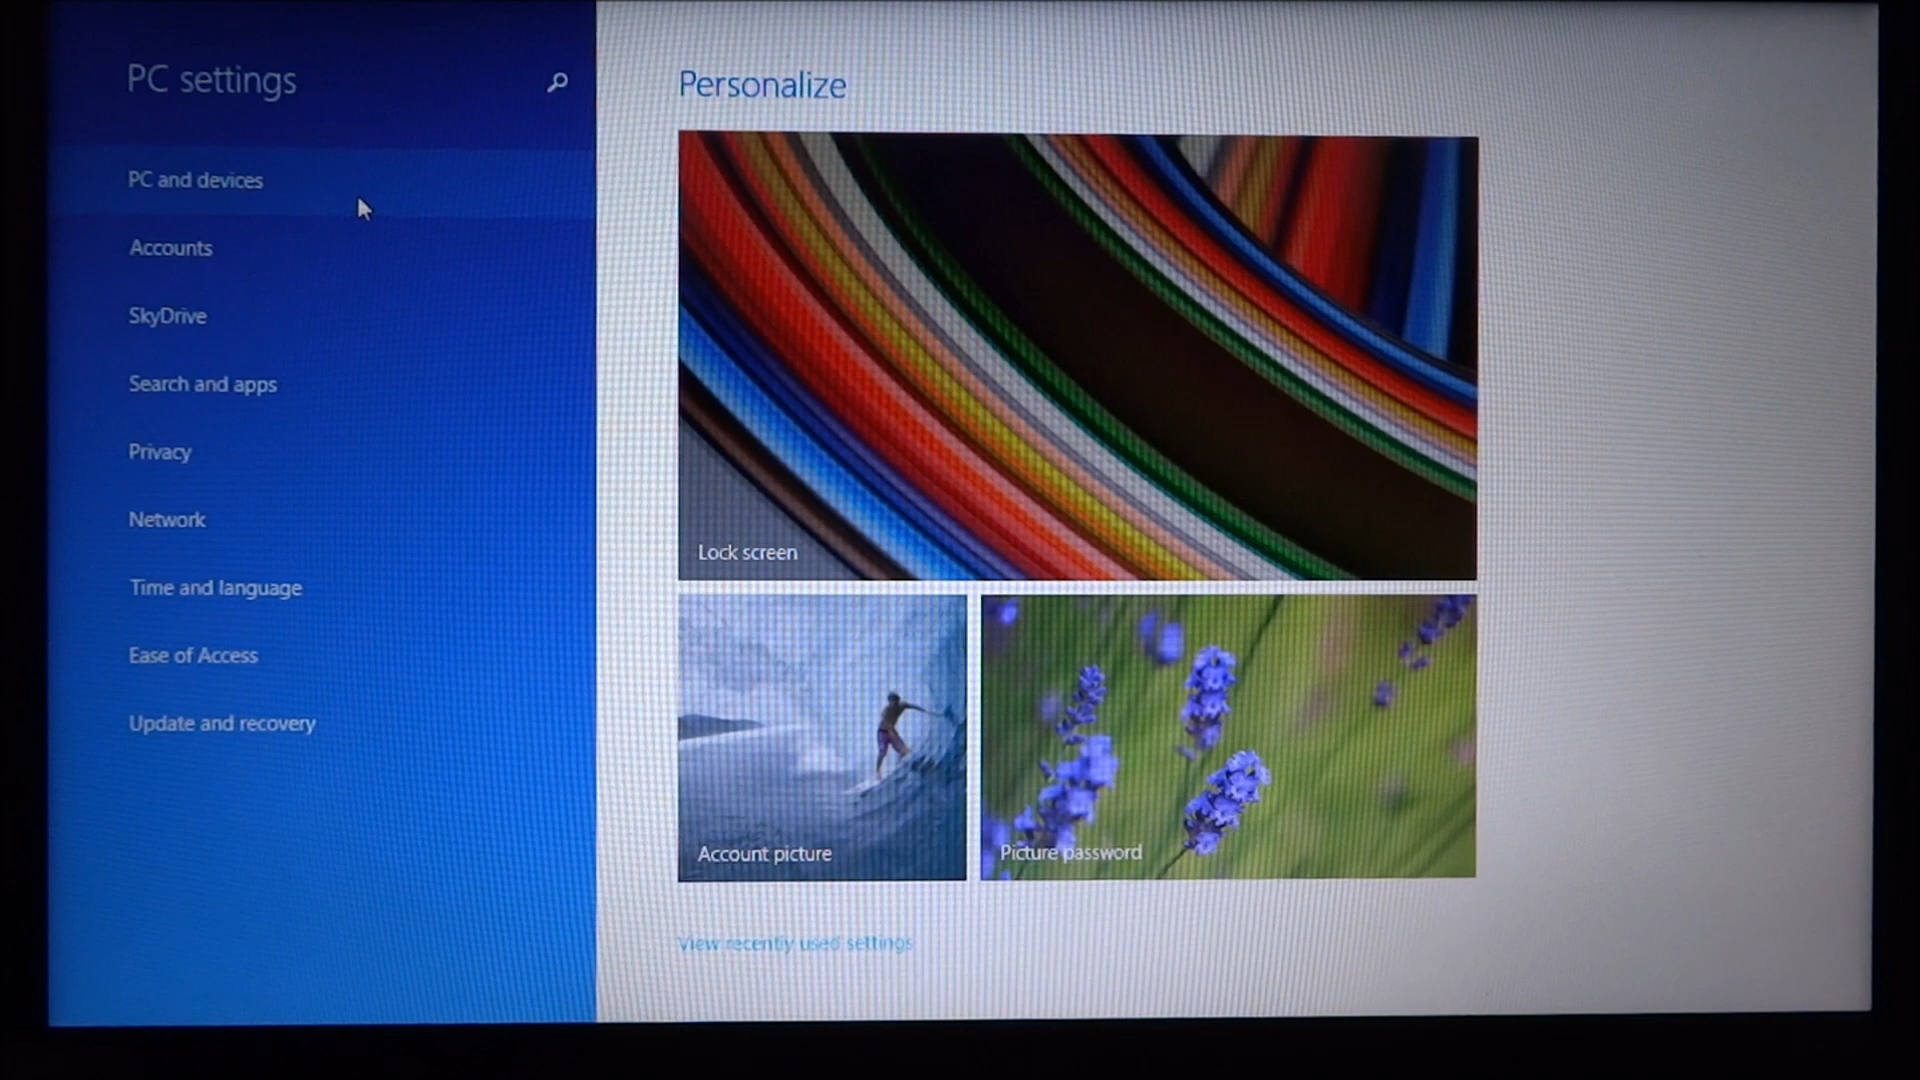 PC settings
PC and devices
Accounts
SkyDrive
Search and apps
Privacy
Network
Time and language
Ease of Access
Update and recovery
Personalize
Lock screen
Account picture
Picture password
View recently used settings